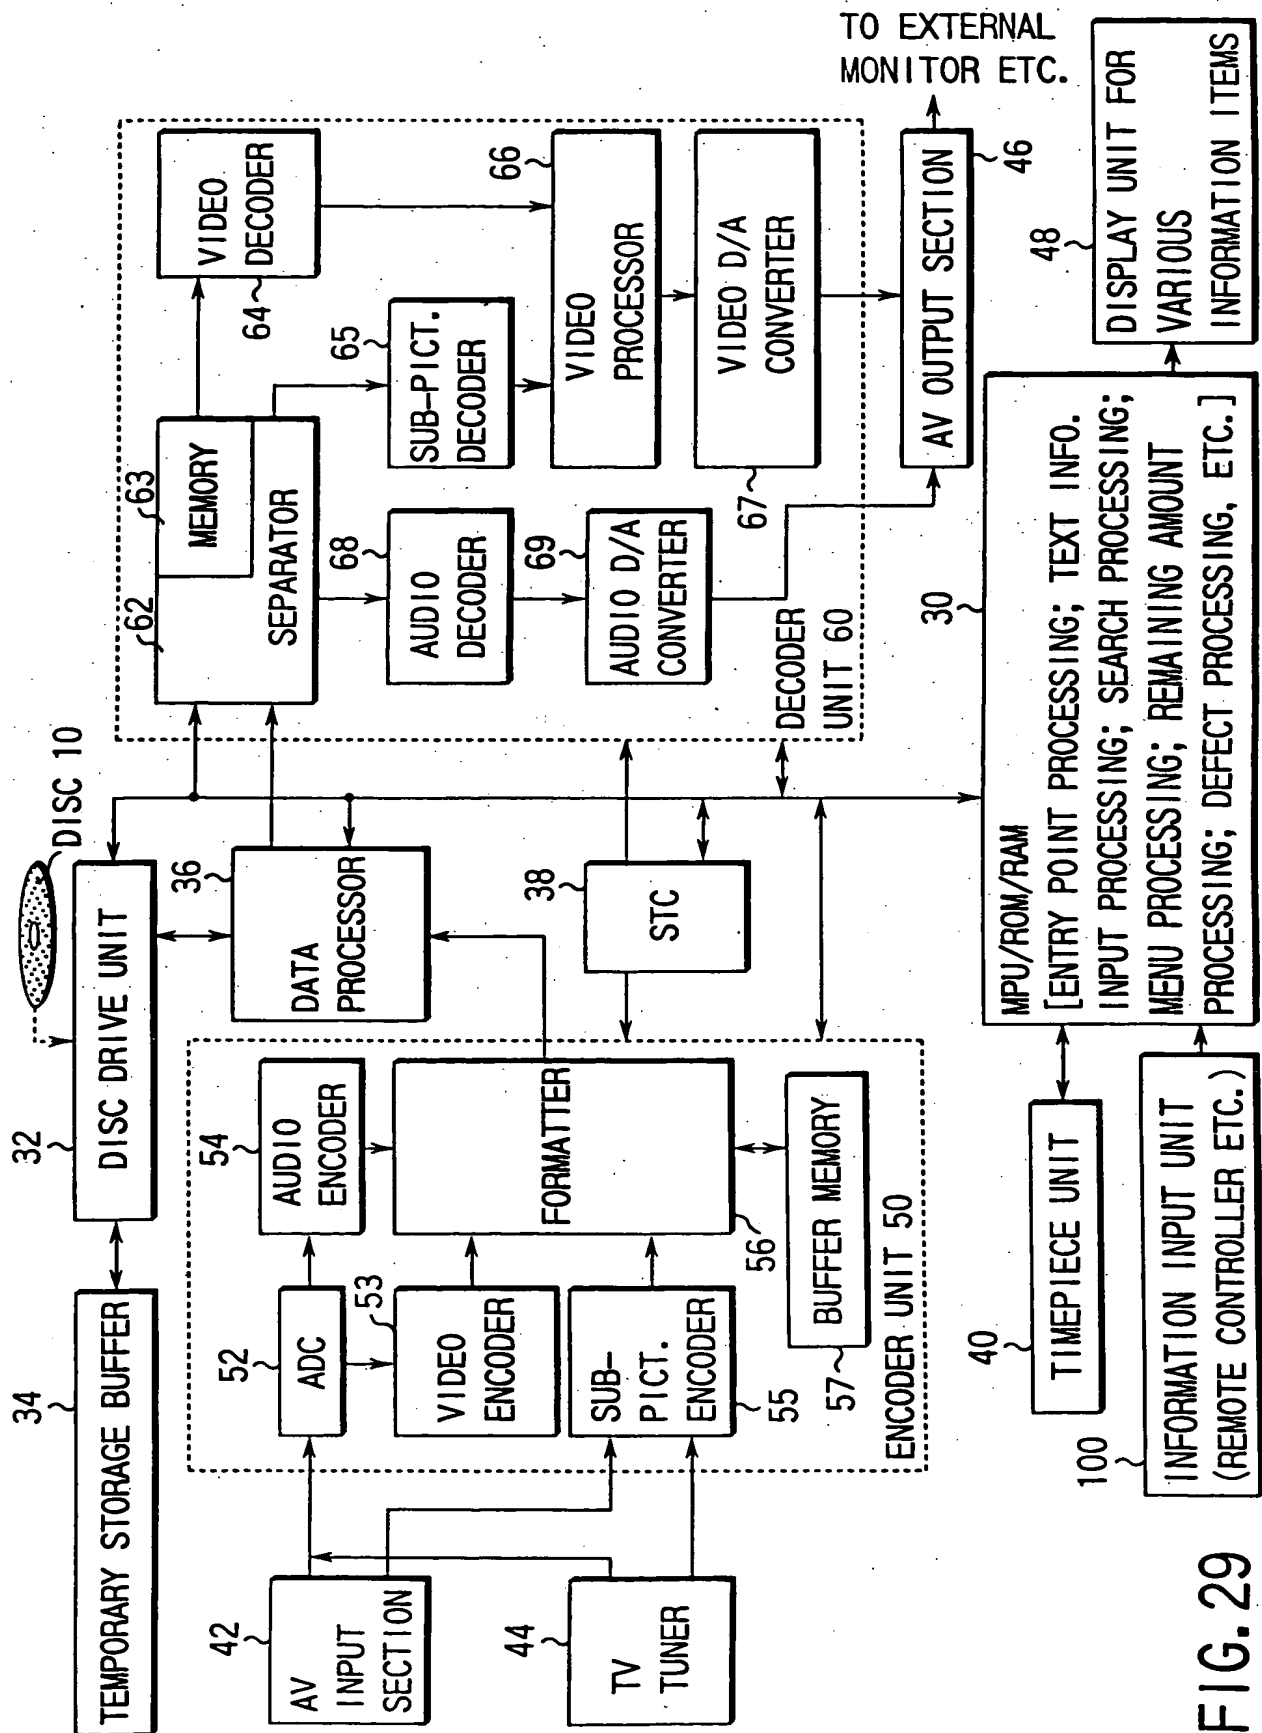 34
TEMPORARY STORAGE BUFFER
32
DISC DRIVE UNIT
DISC 10
42
AV
INPUT
SECTION
44
TV
TUNER
52
ADC
54
AUDIO
ENCODER
53
VIDEO
ENCODER
SUB-
PICT.
ENCODER
55
FORMATTER
56
BUFFER MEMORY
57
ENCODER UNIT 50
36
DATA
PROCESSOR
38
STC
62
63
MEMORY
SEPARATOR
VIDEO
DECODER
64
65
SUB-PICT.
DECODER
68
AUDIO
DECODER
69
AUDIO D/A
CONVERTER
66
VIDEO
PROCESSOR
VIDEO D/A
CONVERTER
67
DECODER
UNIT 60
AV OUTPUT SECTION
46
TO EXTERNAL
MONITOR ETC.
40
TIMEPIECE UNIT
100
INFORMATION INPUT UNIT
(REMOTE CONTROLLER ETC.)
30
MPU/ROM/RAM
[ENTRY POINT PROCESSING; TEXT INFO.
INPUT PROCESSING; SEARCH PROCESSING;
MENU PROCESSING; REMAINING AMOUNT
PROCESSING; DEFECT PROCESSING, ETC.]
48
DISPLAY UNIT FOR
VARIOUS
INFORMATION ITEMS
FIG. 29